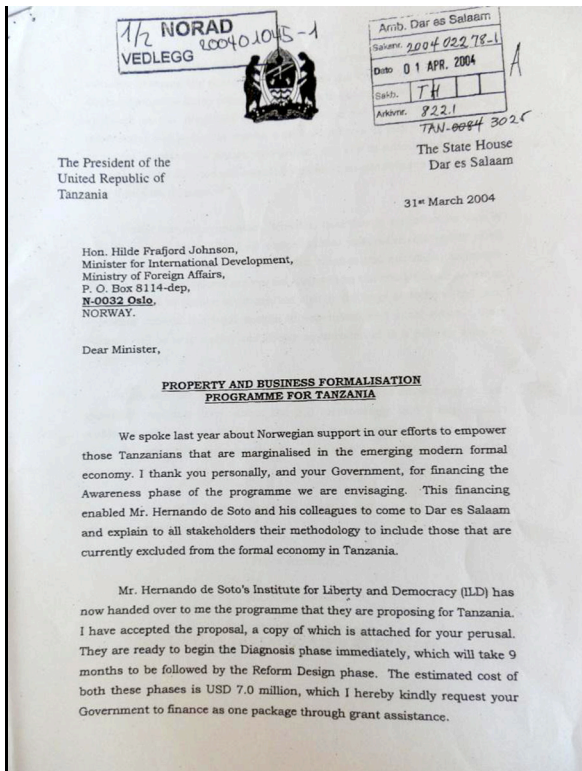 1/2 NORAD
VEDLEGG 200401045-1
Amb. Dar es Salaam
Saksnr. 2004 02278-1
Dato 01 APR. 2004
Saksb. TH
Arkivnr. 822.1
A
TAN-0084 3025
The President of the
United Republic of
Tanzania
The State House
Dar es Salaam
31st March 2004
Hon. Hilde Frafjord Johnson,
Minister for International Development,
Ministry of Foreign Affairs,
P. O. Box 8114-dep,
N-0032 Oslo,
NORWAY.
Dear Minister,
PROPERTY AND BUSINESS FORMALISATION
PROGRAMME FOR TANZANIA
We spoke last year about Norwegian support in our efforts to empower
those Tanzanians that are marginalised in the emerging modern formal
economy. I thank you personally, and your Government, for financing the
Awareness phase of the programme we are envisaging. This financing
enabled Mr. Hernando de Soto and his colleagues to come to Dar es Salaam
and explain to all stakeholders their methodology to include those that are
currently excluded from the formal economy in Tanzania.
Mr. Hernando de Soto's Institute for Liberty and Democracy (ILD) has
now handed over to me the programme that they are proposing for Tanzania.
I have accepted the proposal, a copy of which is attached for your perusal.
They are ready to begin the Diagnosis phase immediately, which will take 9
months to be followed by the Reform Design phase. The estimated cost of
both these phases is USD 7.0 million, which I hereby kindly request your
Government to finance as one package through grant assistance.